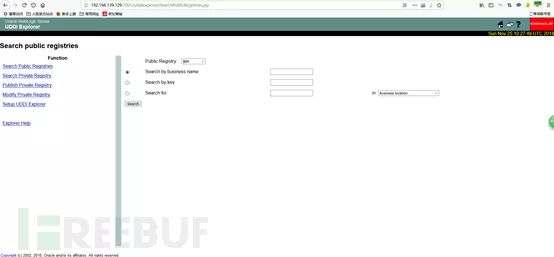 192.168.119.129:7001/uddiexplorer/SearchPublicRegistries.jsp
Oracle WebLogic Server
UDDI Explorer
Sun Nov 25 10:27:49 UTC 2018
Search public registries
Function
Search Public Registries
Search Private Registry
Publish Private Registry
Modify Private Registry
Setup UDDI Explorer
Explorer Help
Public Registry: IBM
Search by business name
Search by key
Search for
in Business location
Search
REEBUF
Copyright (c) 2002, 2010, Oracle and/or its affiliates. All rights reserved.